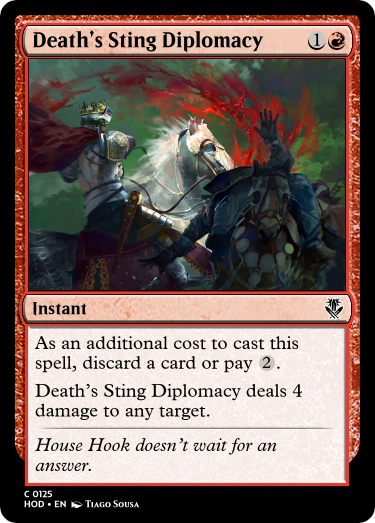 Death's Sting Diplomacy 1
Instant
As an additional cost to cast this
spell, discard a card or pay 2.
Death's Sting Diplomacy deals 4
damage to any target.
House Hook doesn't wait for an
answer.
C 0125
HOD • EN Tiago Sousa